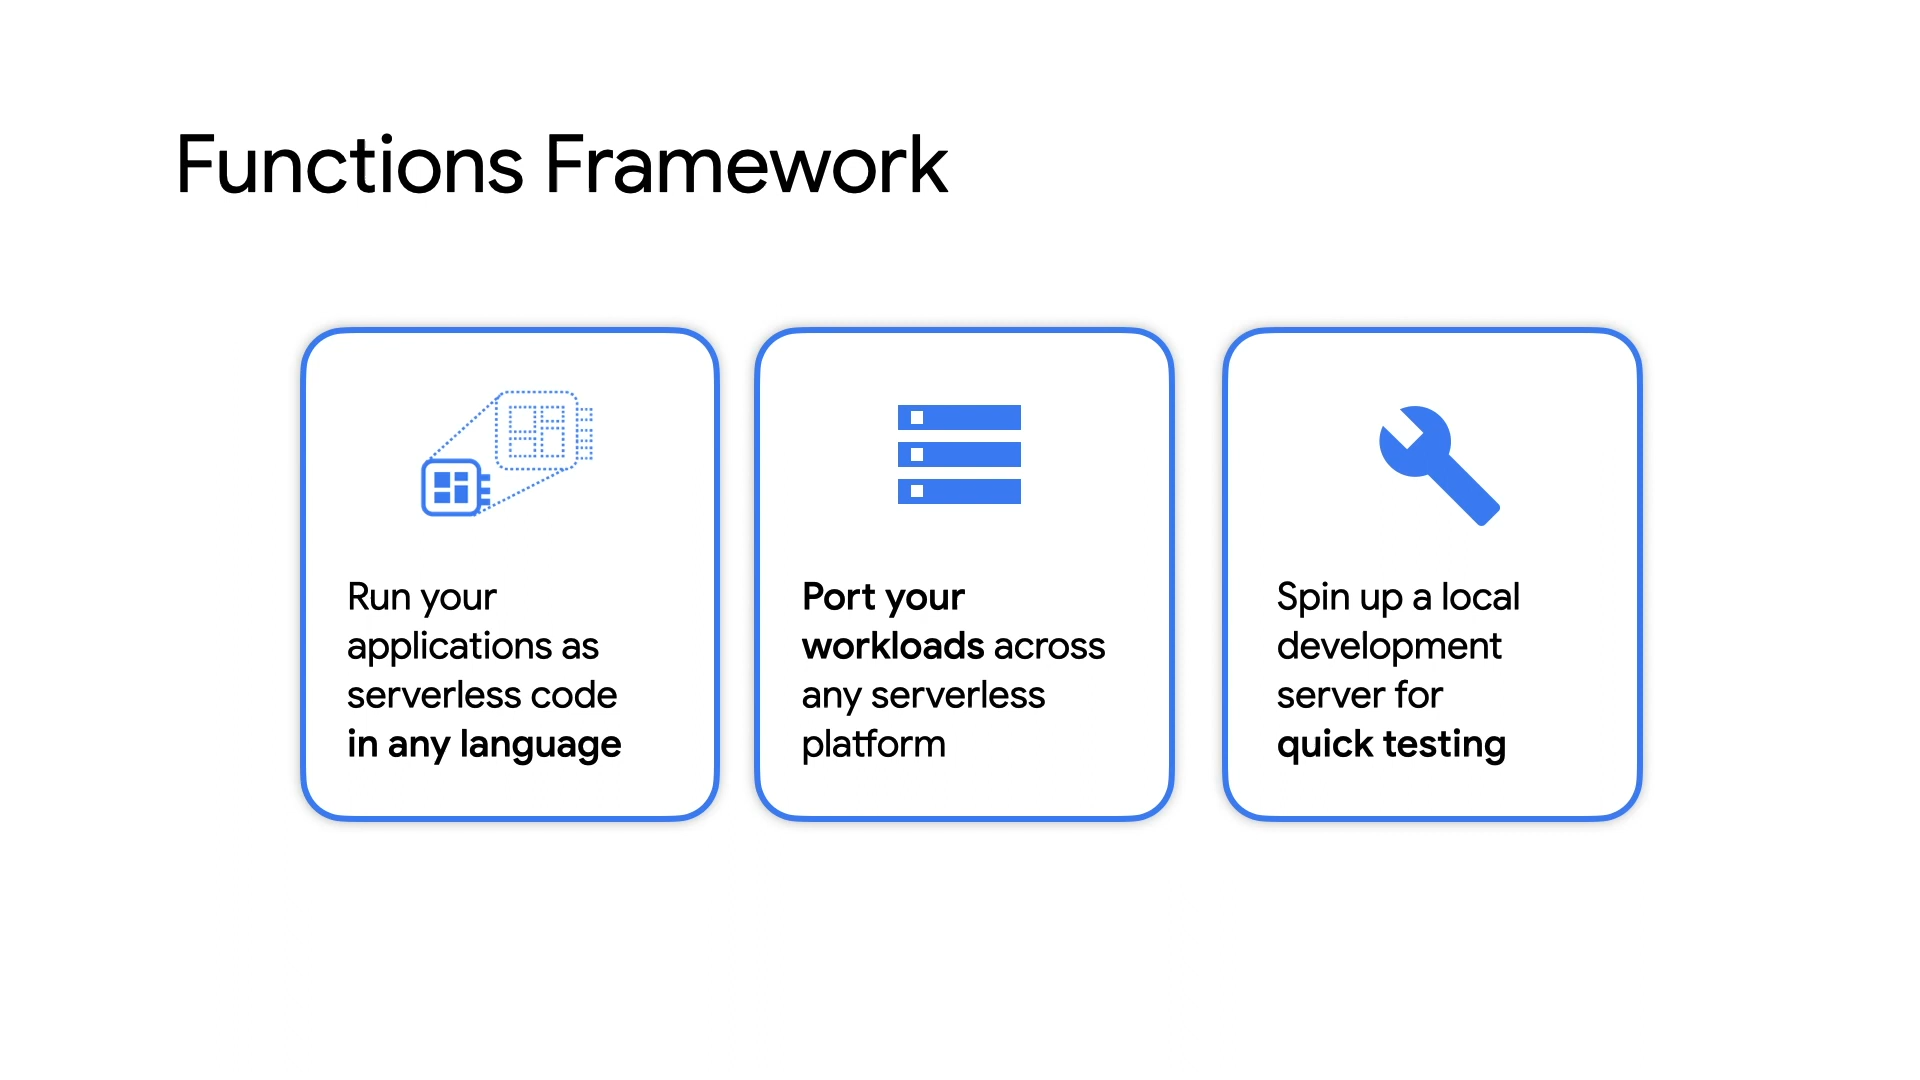 Functions Framework
Run your
applications as
serverless code
in any language
Port your
workloads across
any serverless
platform
Spin up a local
development
server for
quick testing